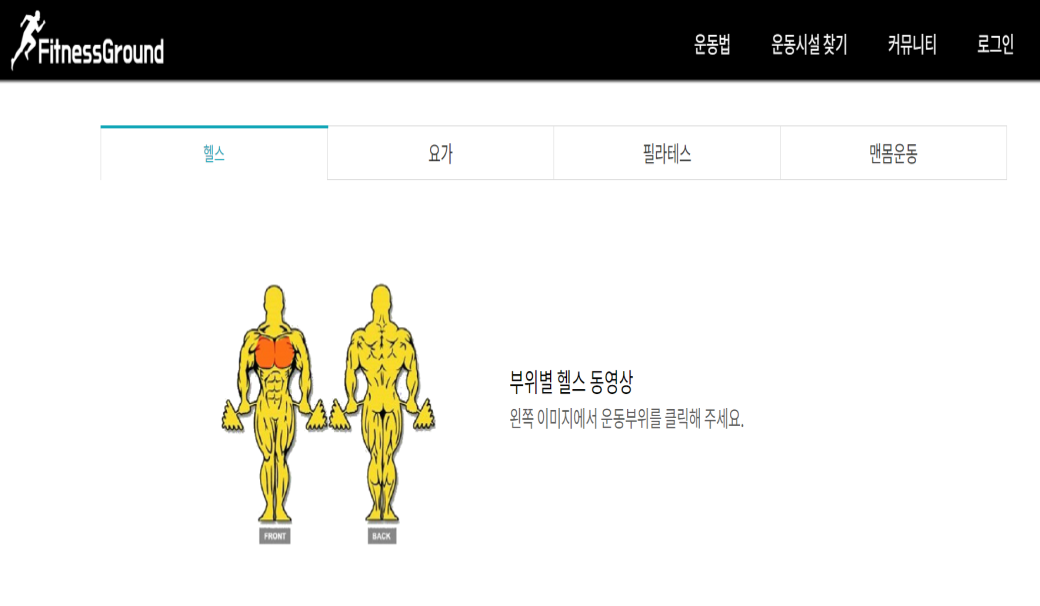 FitnessGround
운동법 운동시설 찾기 커뮤니티 로그인
헬스 요가 필라테스 맨몸운동
부위별 헬스 동영상
왼쪽 이미지에서 운동부위를 클릭해 주세요.
FRONT BACK